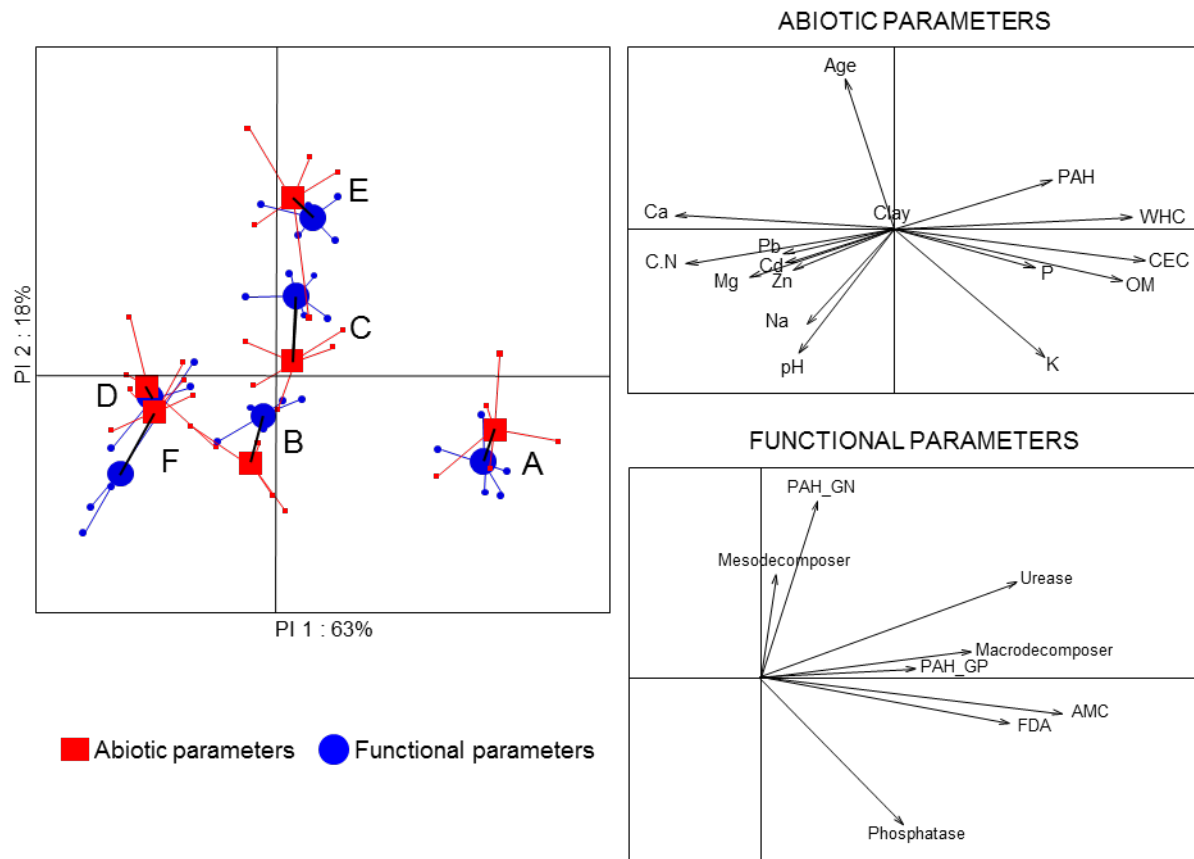 ABIOTIC PARAMETERS
E
C
D
F
B
A
PI 2 : 18%
PI 1 : 63%
Abiotic parameters
Functional parameters
Age
PAH
Ca
Clay
WHC
Pb
C.N
Cd
P
CEC
Mg
Zn
OM
Na
pH
K
FUNCTIONAL PARAMETERS
PAH_GN
Mesodecomposer
Urease
Macrodecomposer
PAH_GP
AMC
FDA
Phosphatase